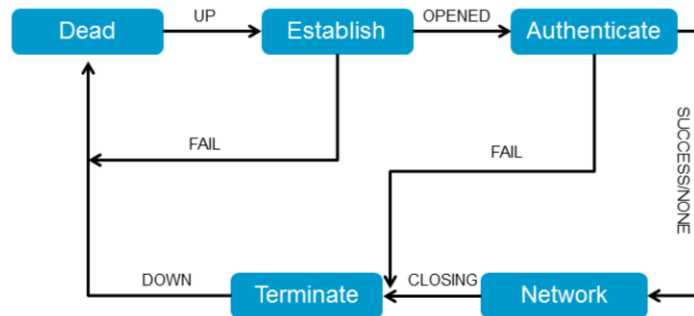 UP
OPENED
Dead
Establish
Authenticate
FAIL
FAIL
SUCCESS/NONE
DOWN
CLOSING
Terminate
Network